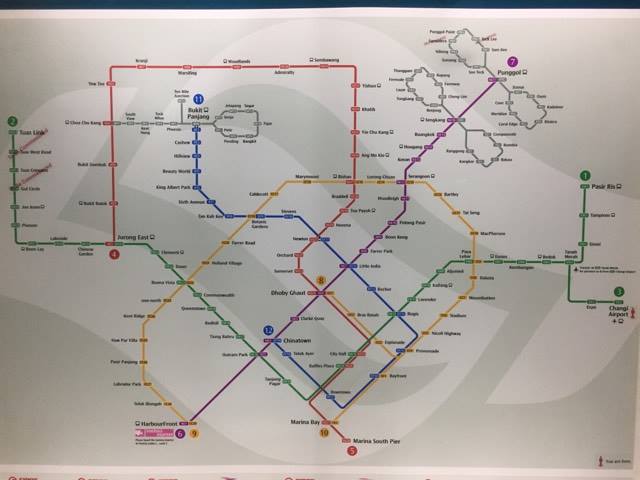 Kranji
Marsiling
Woodlands
Admiralty
Sembawang
Yishun
Khatib
Yio Chu Kang
Ang Mo Kio
Bishan
Braddell
Toa Payoh
Novena
Newton
Orchard
Somerset
8
Dhoby Ghaut
City Hall
Raffles Place
Marina Bay
10
Marina South Pier
5
Yew Tee
Choa Chu Kang
Bukit Gombak
Bukit Batok
4
Jurong East
2
Tuas Link
Tuas West Road
Tuas Crescent
Gul Circle
Joo Koon
Pioneer
Boon Lay
Lakeside
Chinese
Garden
Clementi
Dover
Buona Vista
Commonwealth
Queenstown
Redhill
Tiong Bahru
Outram Park
Tanjong
Pagar
Bugis
Lavender
Kallang
Aljunied
Paya
Lebar
Eunos
Kembangan
Bedok
Tanah
Merah
Simei
Tampines
1
Pasir Ris
Expo
3
Changi
Airport
South
View
Keat
Hong
Teck
Whye
Phoenix
Ten Mile
Junction
11
Bukit
Panjang
Jelapang
Segar
Senja
Fajar
Petir
Pending
Bangkit
Cashew
Hillview
Beauty World
King Albert Park
Sixth Avenue
Tan Kah Kee
Botanic
Gardens
Stevens
Little India
Rochor
Promenade
Bayfront
Downtown
Telok Ayer
12
Chinatown
Marymount
Caldecott
Farrer Road
Holland Village
one-north
Kent Ridge
Haw Par Villa
Pasir Panjang
Labrador Park
Telok Blangah
HarbourFront
6
9
Lorong Chuan
Serangoon
Bartley
Tai Seng
MacPherson
Dakota
Mountbatten
Stadium
Nicoll Highway
Esplanade
Bras Basah
Clarke Quay
Farrer Park
Boon Keng
Potong Pasir
Woodleigh
Kovan
Hougang
Buangkok
Sengkang
7
Punggol
Sam Kee
Soo Teck
Thanggam
Fernvale
Layar
Tongkang
Renjong
Kupang
Farmway
Cheng Lim
Compassvale
Rumbia
Bakau
Kangkar
Ranggung
Cove
Meridian
Coral Edge
Riviera
Kadaloor
Oasis
Damai